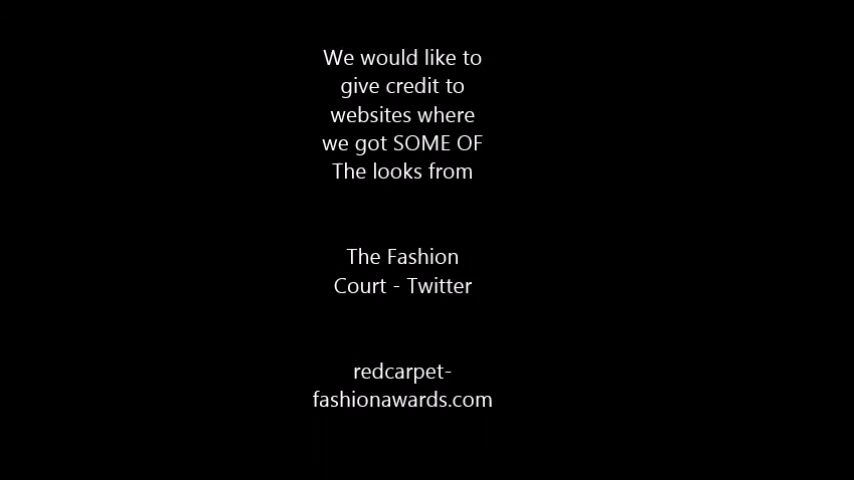 We would like to
give credit to
websites where
we got SOME OF
The looks from
The Fashion
Court - Twitter
redcarpet-
fashionawards.com